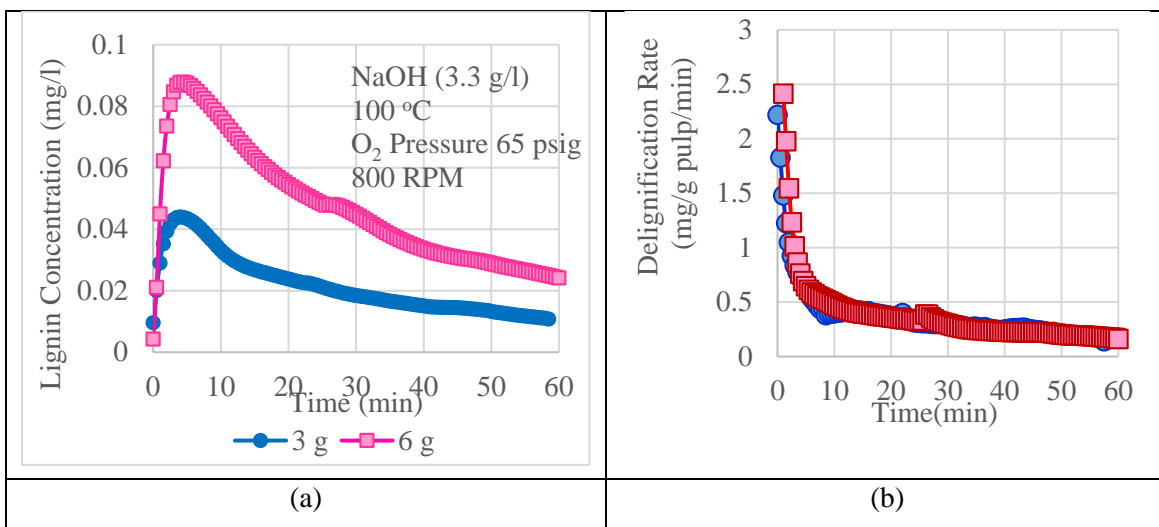 Lignin Concentration (mg/l)
0.1
0.08
0.06
0.04
0.02
0
NaOH (3.3 g/l)
100 ᵒC
O₂ Pressure 65 psig
800 RPM
0 10 20 30 40 50 60
Time (min)
3 g 6 g
(a)
Delignification Rate
(mg/g pulp/min)
3
2.5
2
1.5
1
0.5
0
0 10 20 30 40 50 60
Time(min)
(b)